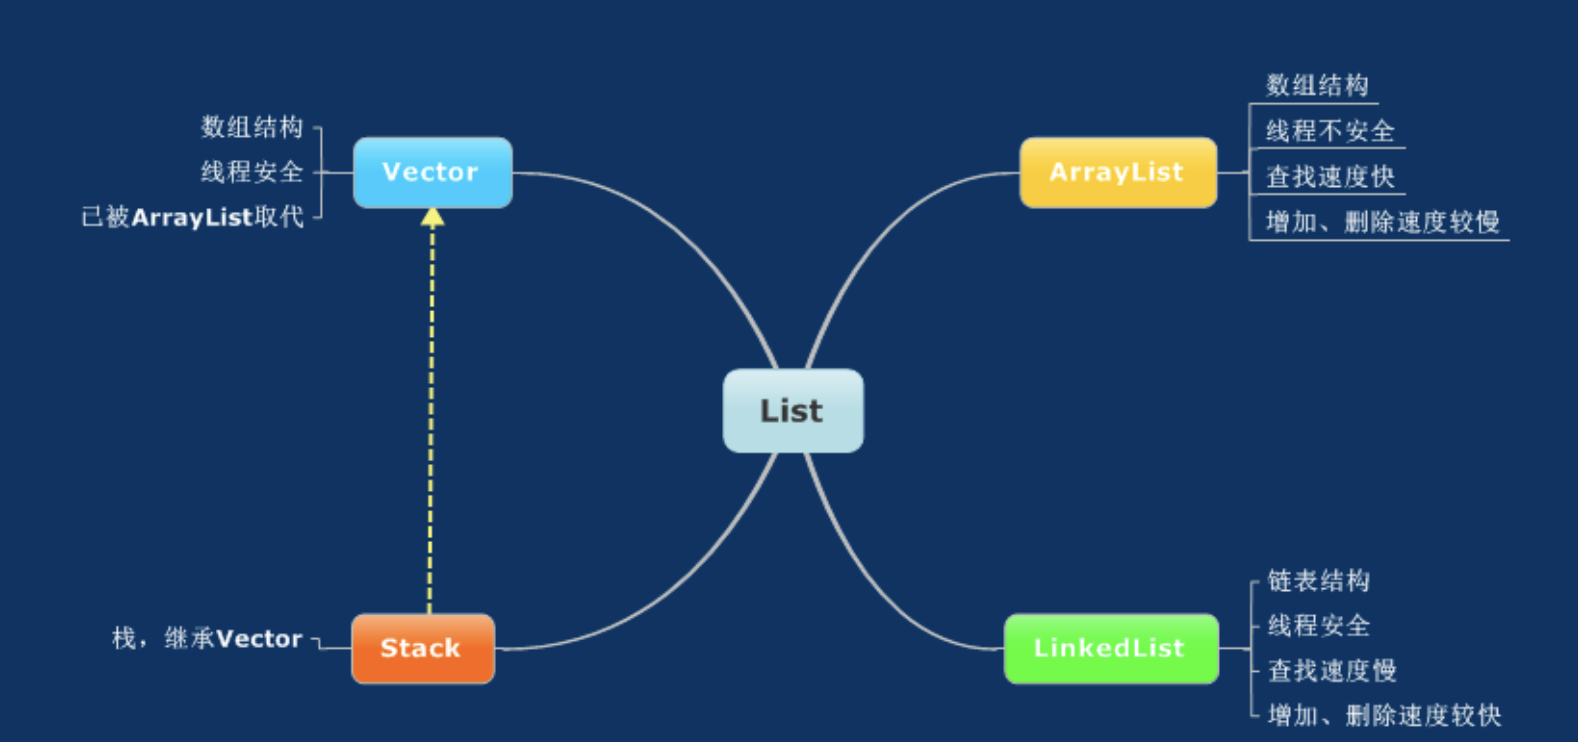 List
Vector
数组结构
线程安全
已被ArrayList取代
Stack
栈，继承Vector
ArrayList
数组结构
线程不安全
查找速度快
增加、删除速度较慢
LinkedList
链表结构
线程安全
查找速度慢
增加、删除速度较快